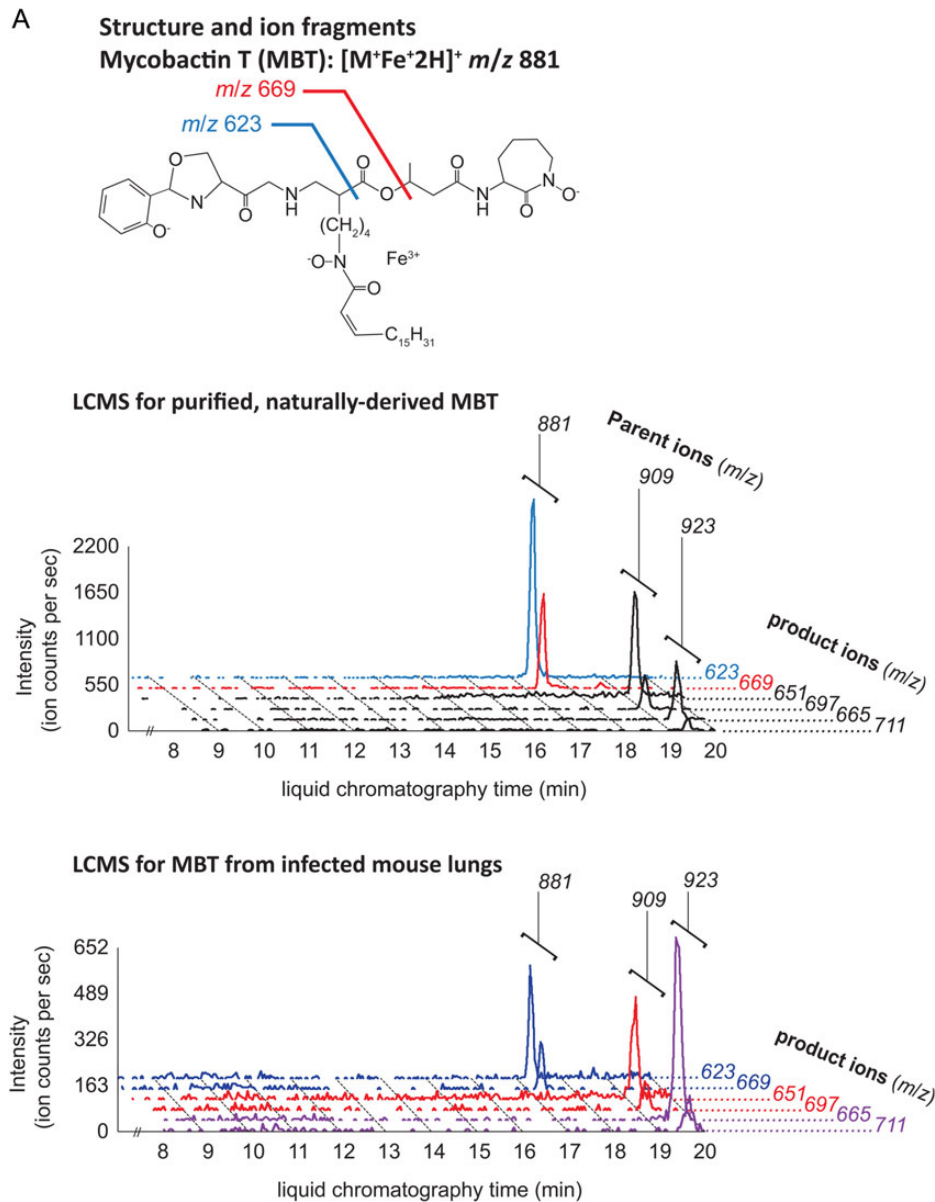 A
Structure and ion fragments
Mycobactin T (MBT): [M⁺Fe⁺2H]⁺ m/z 881
m/z 669
m/z 623
O
O
O
O
N
O
N
H
O
N
H
O
N
O⁻
O⁻
(CH₂)₄
⁻O
N
Fe³⁺
O
C₁₅H₃₁
LCMS for purified, naturally-derived MBT
881
Parent ions (m/z)
909
923
2200
1650
1100
550
0
Intensity
(ion counts per sec)
product ions (m/z)
623
669
651
697
665
711
8 9 10 11 12 13 14 15 16 17 18 19 20
liquid chromatography time (min)
LCMS for MBT from infected mouse lungs
881
909
923
652
489
326
163
0
Intensity
(ion counts per sec)
product ions (m/z)
623
669
651
697
665
711
8 9 10 11 12 13 14 15 16 17 18 19 20
liquid chromatography time (min)